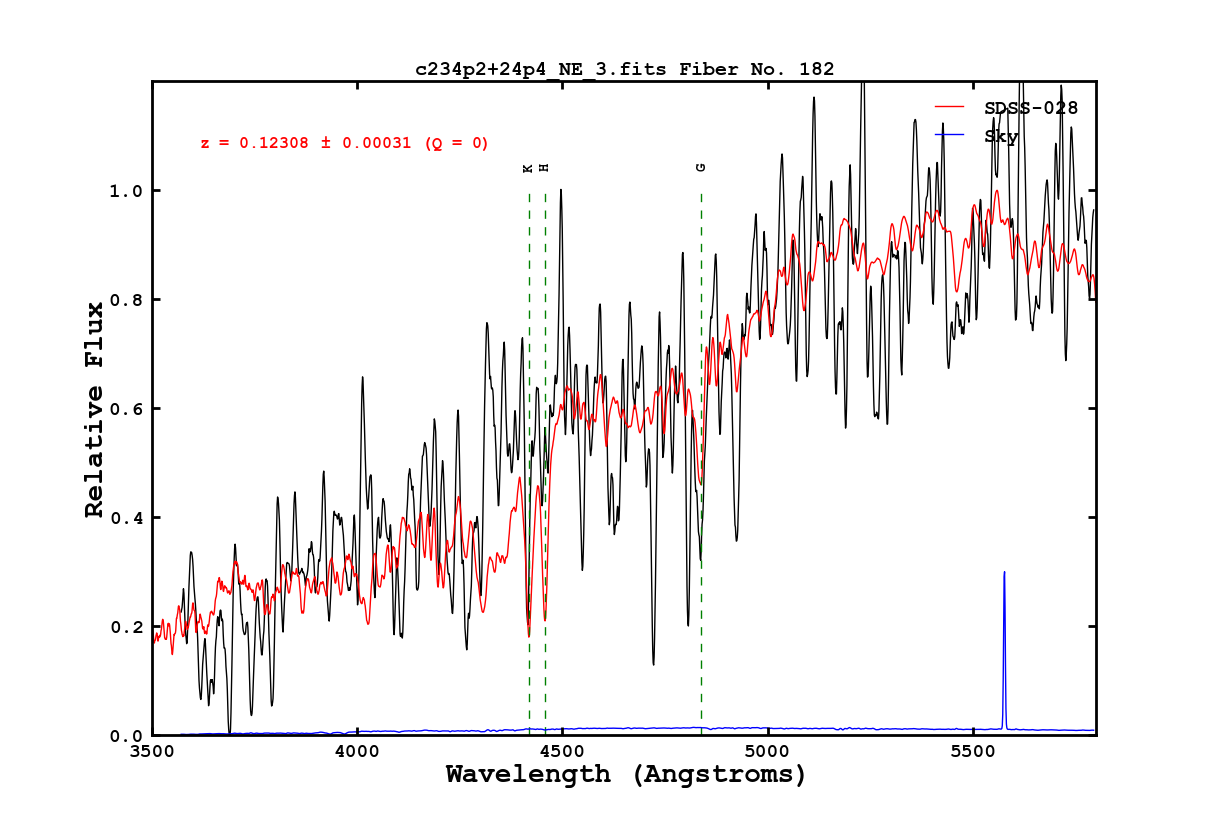 c234p2+24p4_NE_3.fits Fiber No. 182
SDSS-028
Sky
z = 0.12308 ± 0.00031 (Q = 0)
K
H
G
1.0
0.8
0.6
0.4
0.2
0.0
Relative Flux
3500
4000
4500
5000
5500
Wavelength (Angstroms)